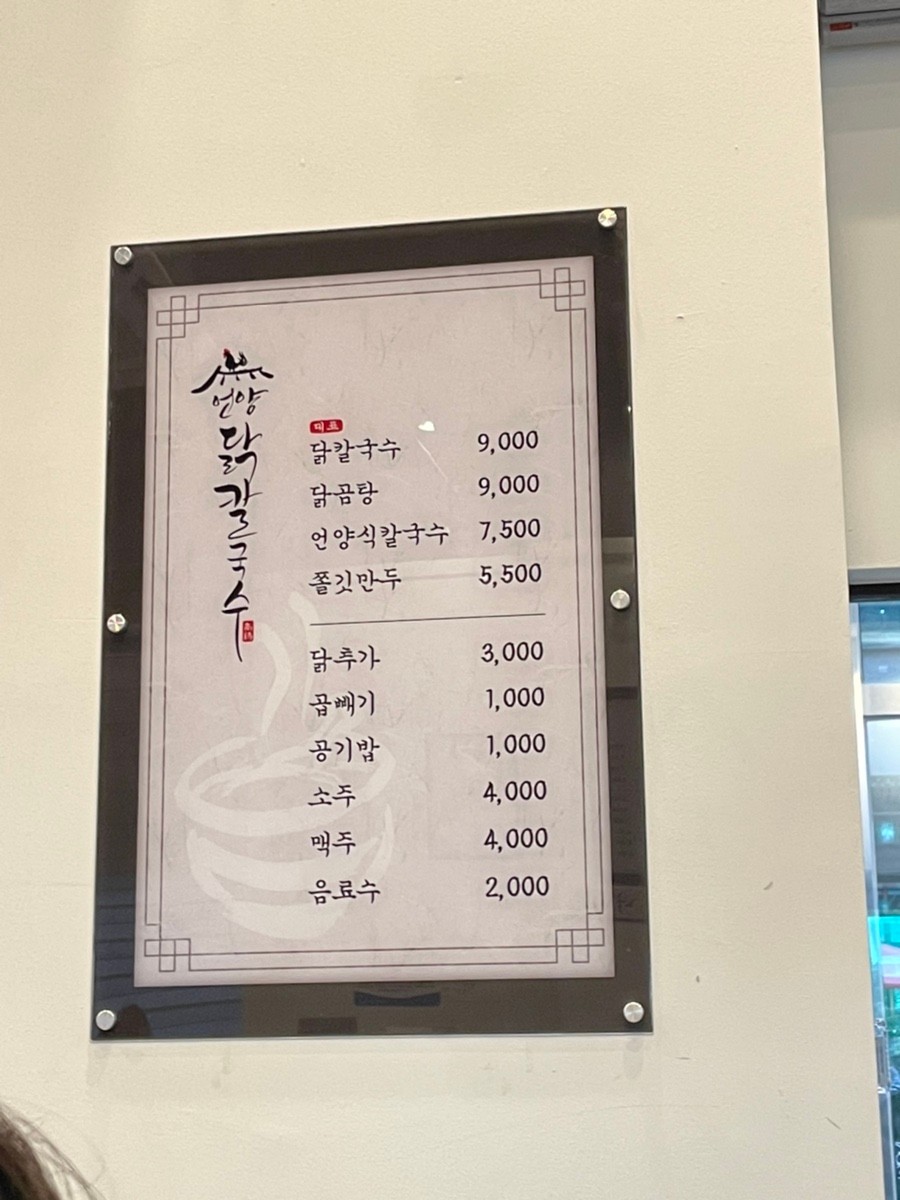 언양
닭칼국수
대표
닭칼국수 9,000
닭곰탕 9,000
언양식칼국수 7,500
쫄깃만두 5,500
닭추가 3,000
곱빼기 1,000
공기밥 1,000
소주 4,000
맥주 4,000
음료수 2,000